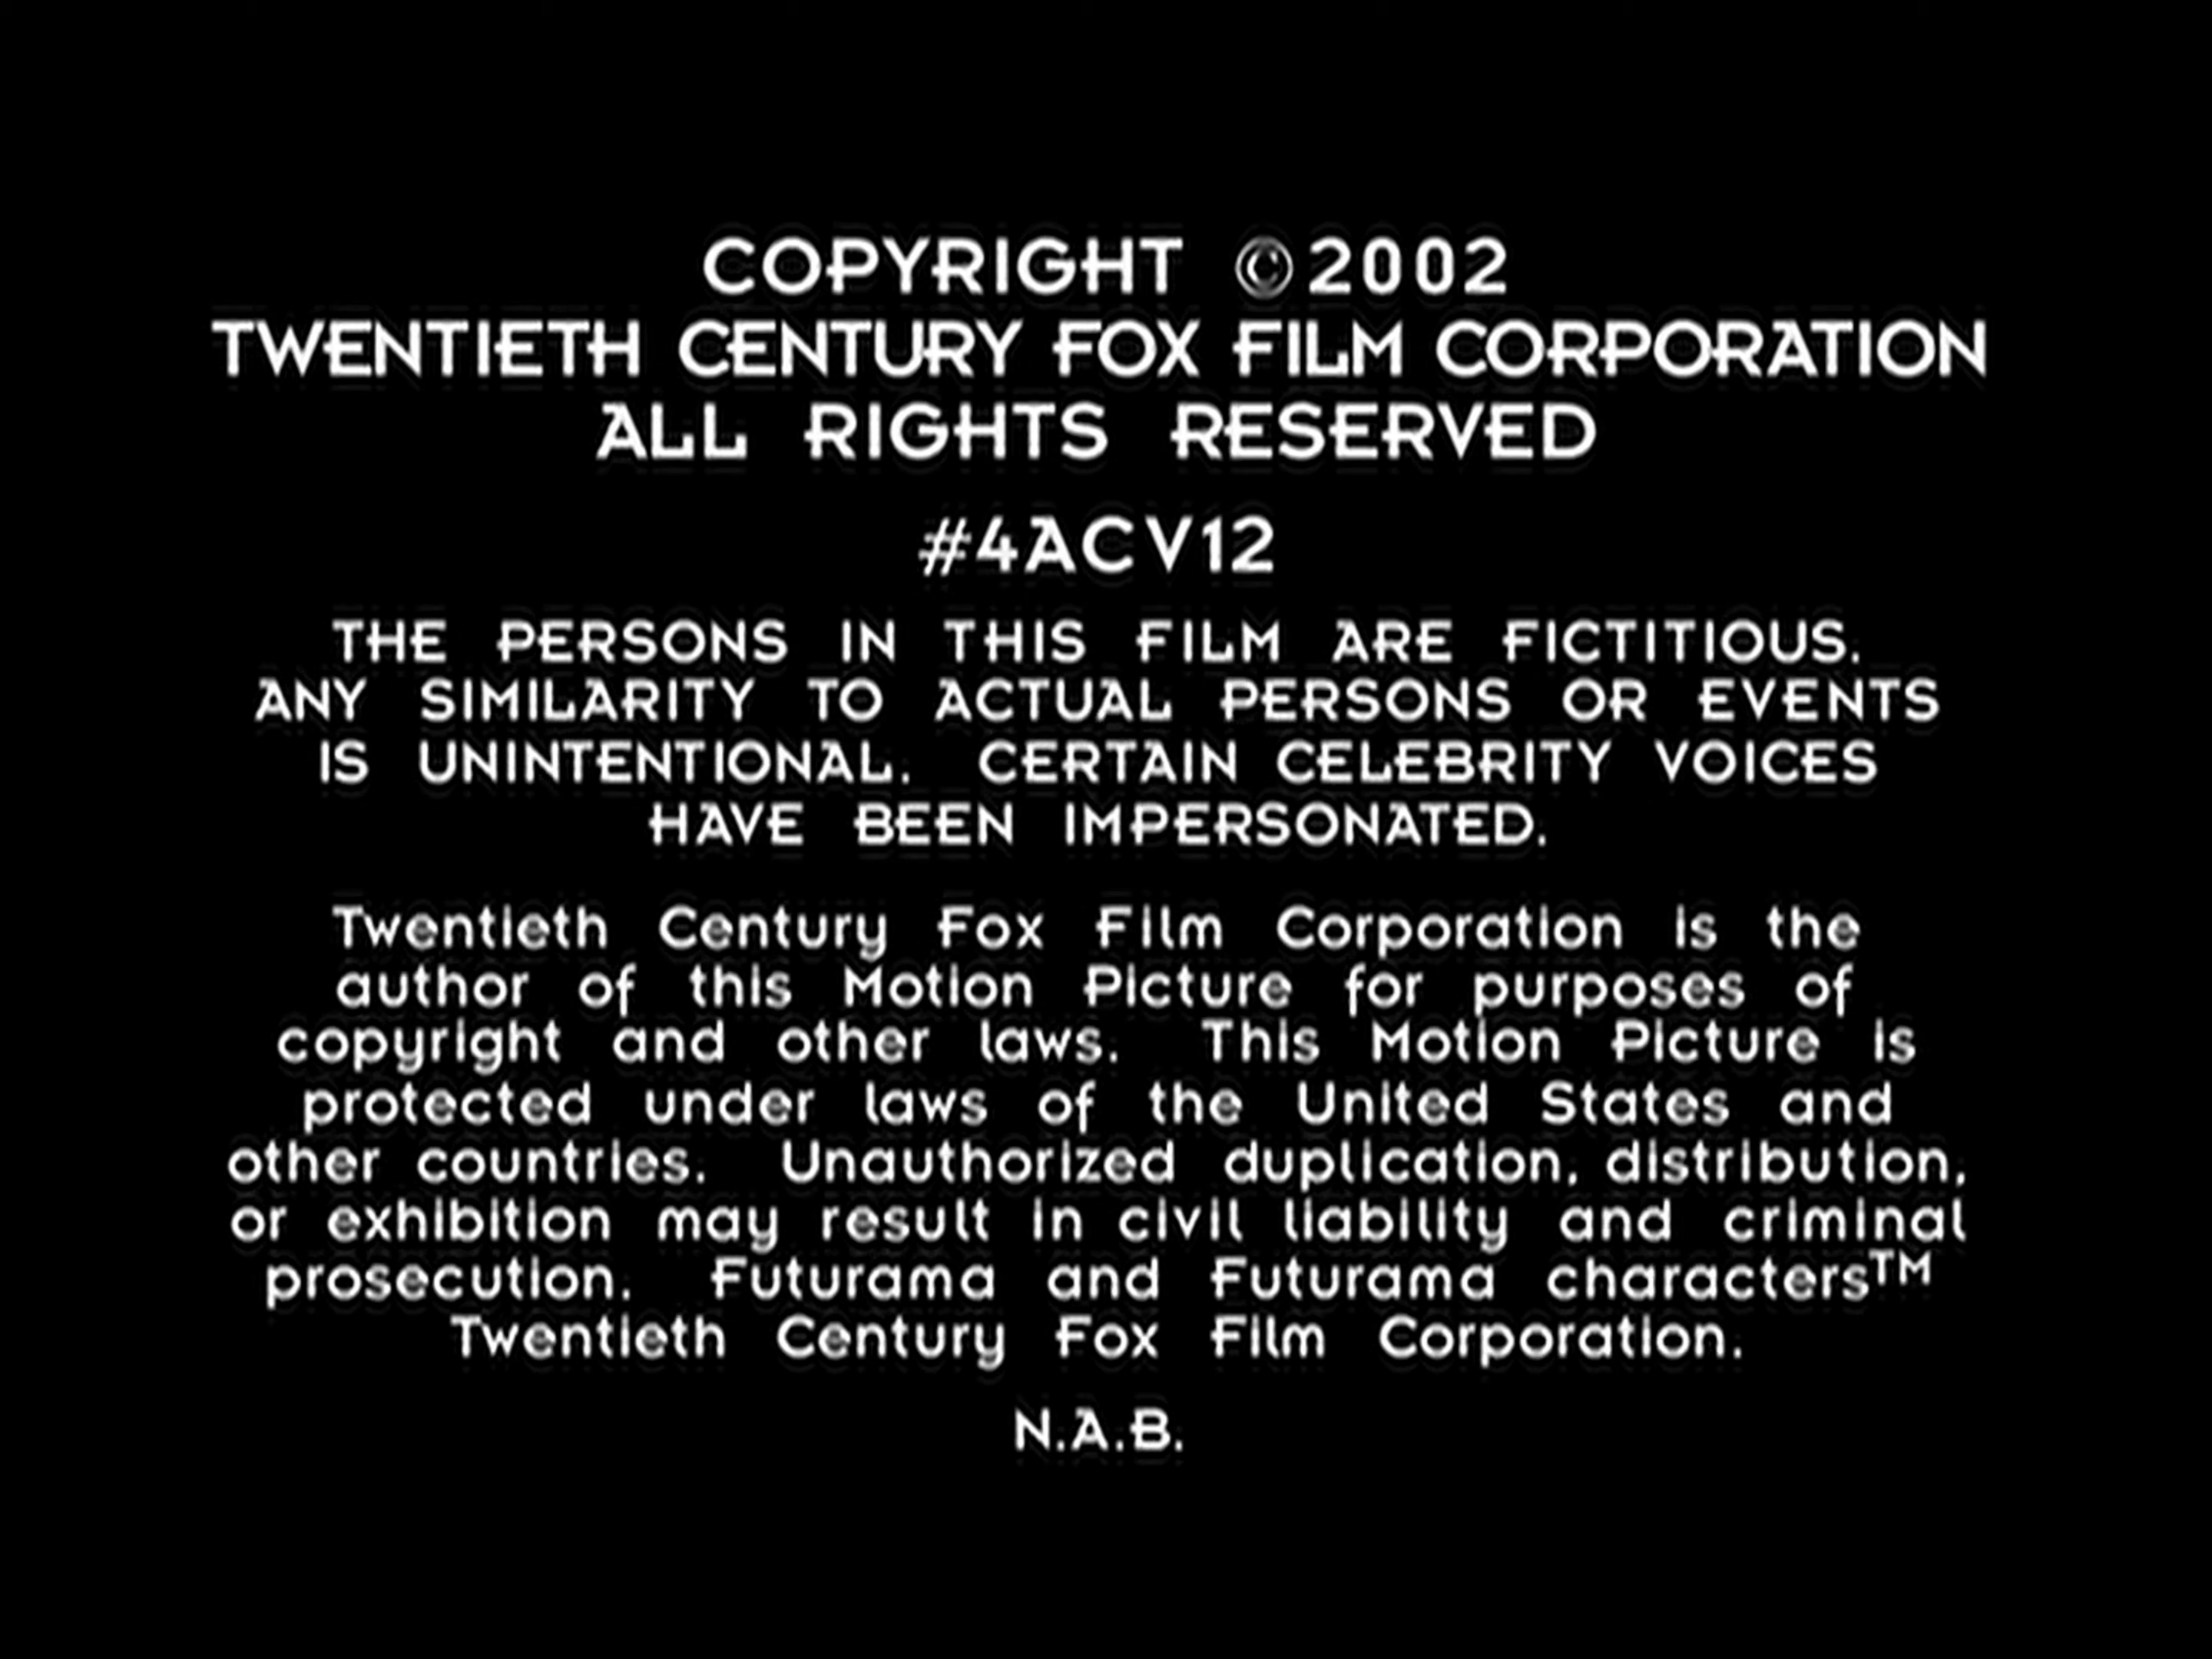 COPYRIGHT ©2002
TWENTIETH CENTURY FOX FILM CORPORATION
ALL RIGHTS RESERVED
#4ACV12
THE PERSONS IN THIS FILM ARE FICTITIOUS.
ANY SIMILARITY TO ACTUAL PERSONS OR EVENTS
IS UNINTENTIONAL. CERTAIN CELEBRITY VOICES
HAVE BEEN IMPERSONATED.
Twentieth Century Fox Film Corporation is the
author of this Motion Picture for purposes of
copyright and other laws. This Motion Picture is
protected under laws of the United States and
other countries. Unauthorized duplication, distribution,
or exhibition may result in civil liability and criminal
prosecution. Futurama and Futurama characters™
Twentieth Century Fox Film Corporation.
N.A.B.